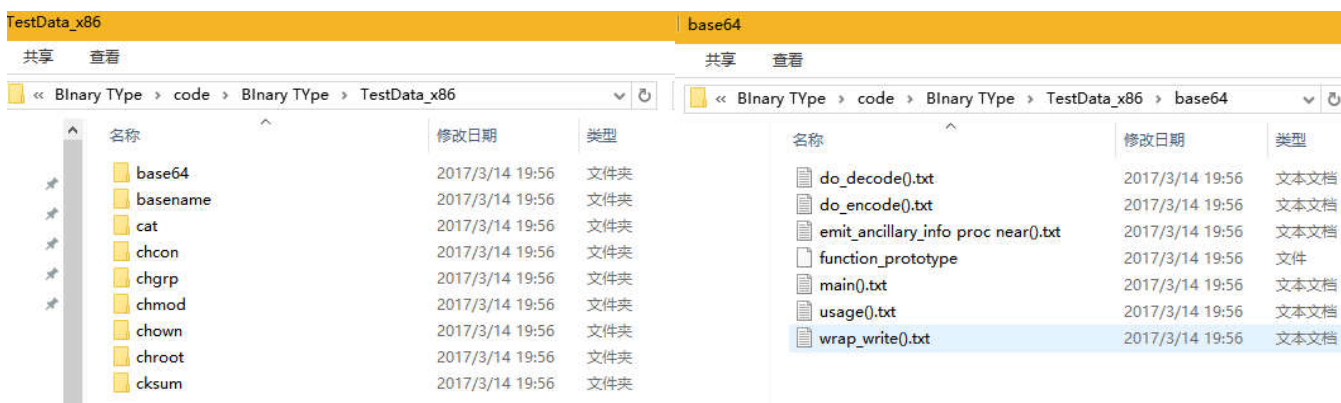 TestData_x86
共享 查看
« BInary TYpe › code › BInary TYpe › TestData_x86
名称 修改日期 类型
base64 2017/3/14 19:56 文件夹
basename 2017/3/14 19:56 文件夹
cat 2017/3/14 19:56 文件夹
chcon 2017/3/14 19:56 文件夹
chgrp 2017/3/14 19:56 文件夹
chmod 2017/3/14 19:56 文件夹
chown 2017/3/14 19:56 文件夹
chroot 2017/3/14 19:56 文件夹
cksum 2017/3/14 19:56 文件夹
base64
共享 查看
« BInary TYpe › code › BInary TYpe › TestData_x86 › base64
名称 修改日期 类型
do_decode().txt 2017/3/14 19:56 文本文档
do_encode().txt 2017/3/14 19:56 文本文档
emit_ancillary_info proc near().txt 2017/3/14 19:56 文本文档
function_prototype 2017/3/14 19:56 文件
main().txt 2017/3/14 19:56 文本文档
usage().txt 2017/3/14 19:56 文本文档
wrap_write().txt 2017/3/14 19:56 文本文档